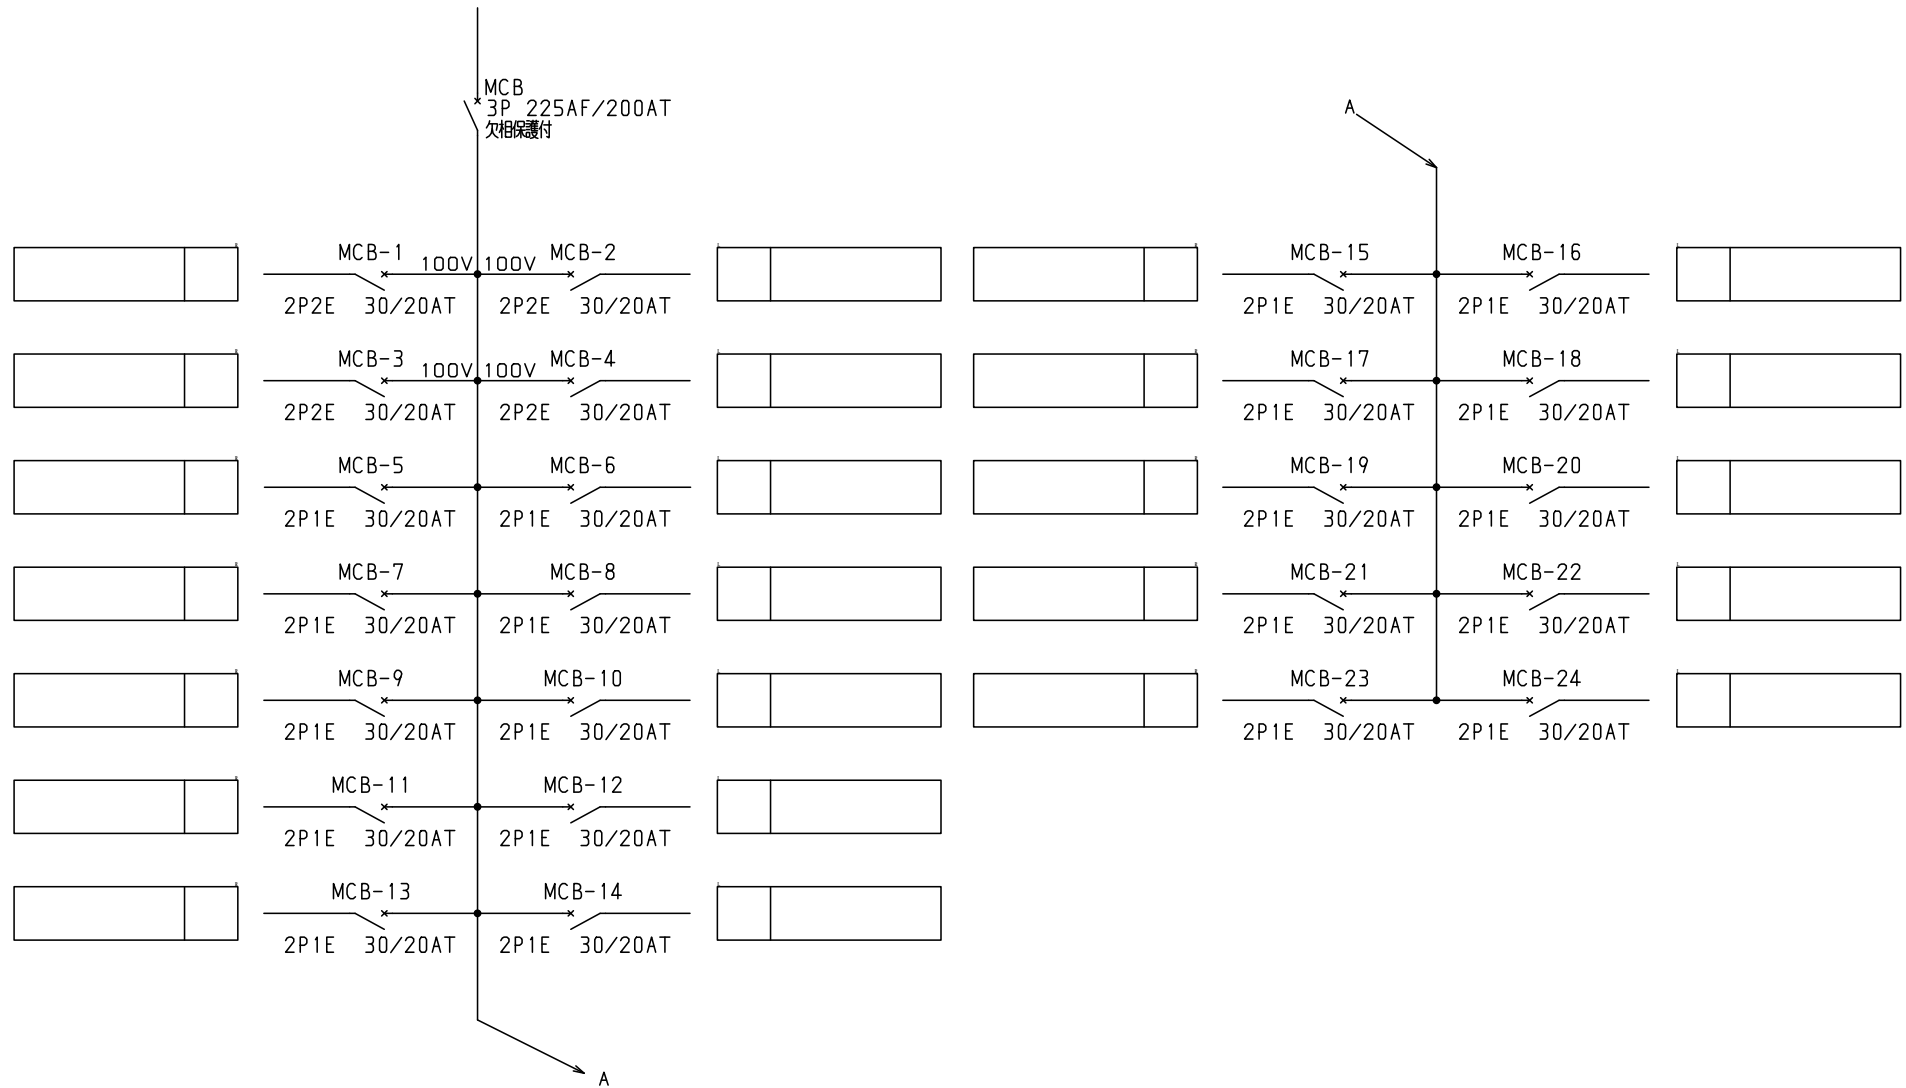 MCB
3P 225AF/200AT
欠相保護付
MCB-1 100V 100V MCB-2
2P2E 30/20AT 2P2E 30/20AT
MCB-3 100V 100V MCB-4
2P2E 30/20AT 2P2E 30/20AT
MCB-5 MCB-6
2P1E 30/20AT 2P1E 30/20AT
MCB-7 MCB-8
2P1E 30/20AT 2P1E 30/20AT
MCB-9 MCB-10
2P1E 30/20AT 2P1E 30/20AT
MCB-11 MCB-12
2P1E 30/20AT 2P1E 30/20AT
MCB-13 MCB-14
2P1E 30/20AT 2P1E 30/20AT
A
A
MCB-15 MCB-16
2P1E 30/20AT 2P1E 30/20AT
MCB-17 MCB-18
2P1E 30/20AT 2P1E 30/20AT
MCB-19 MCB-20
2P1E 30/20AT 2P1E 30/20AT
MCB-21 MCB-22
2P1E 30/20AT 2P1E 30/20AT
MCB-23 MCB-24
2P1E 30/20AT 2P1E 30/20AT